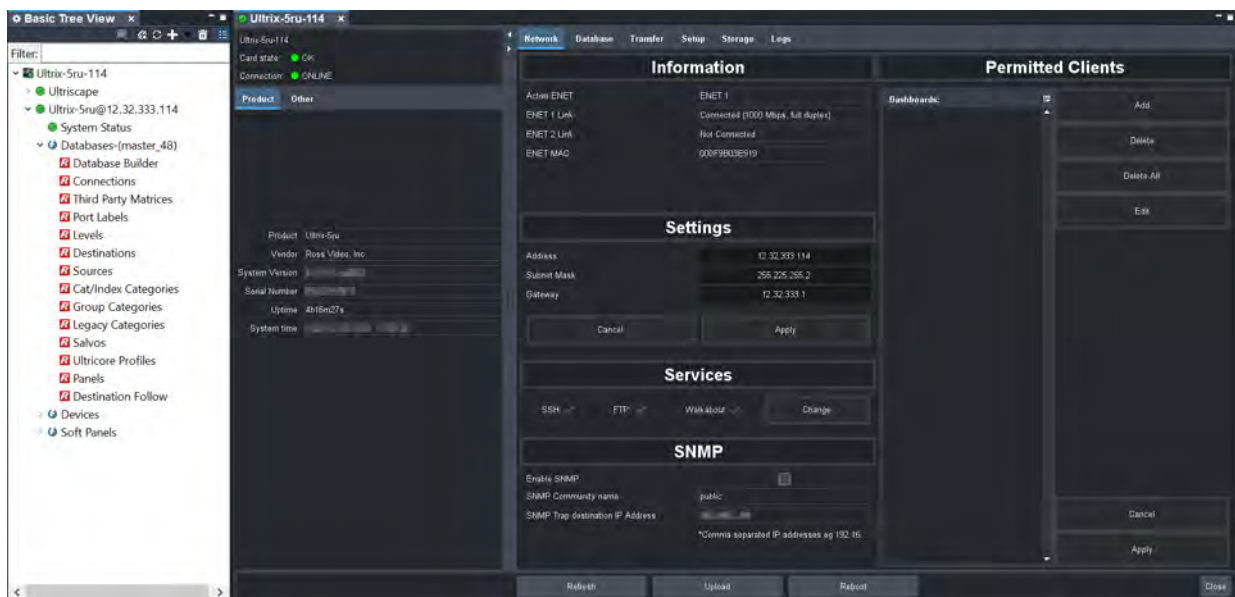 Basic Tree View
Filter:
Ultrix-5ru-114
Ultriscape
Ultrix-5ru@12.32.333.114
System Status
Databases-(master_48)
Database Builder
Connections
Third Party Matrices
Port Labels
Levels
Destinations
Sources
Cat/Index Categories
Group Categories
Legacy Categories
Salvos
Ultricore Profiles
Panels
Destination Follow
Devices
Soft Panels
Ultrix-5ru-114
Ultrix-5ru-114
Card state: OK
Connection: ONLINE
Product Other
Product Ultrix-5ru
Vendor Ross Video, Inc
System Version
Serial Number
Uptime 4h16m27s
System time
Network Database Transfer Setup Storage Logs
Information
Active ENET ENET 1
ENET 1 Link Connected (1000 Mbps, full duplex)
ENET 2 Link Not Connected
ENET MAC 000F9B03E919
Settings
Address 12.32.333.114
Subnet Mask 255.225.255.2
Gateway 12.32.333.1
Cancel Apply
Services
SSH FTP Walkabout Change
SNMP
Enable SNMP
SNMP Community name public
SNMP Trap destination IP Address
*Comma separated IP addresses eg 192.16.
Permitted Clients
Dashboards:
Add
Delete
Delete All
Edit
Cancel
Apply
Refresh Upload Reboot Close